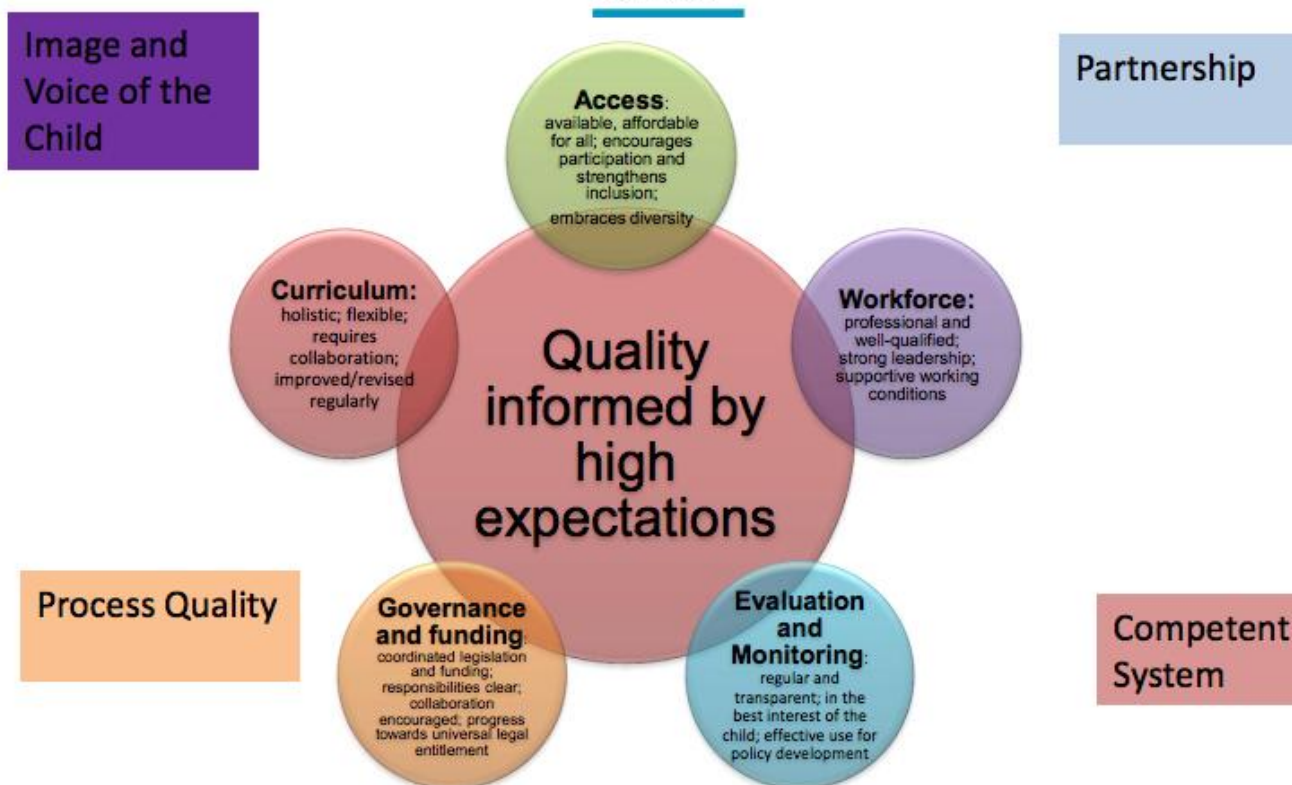 Image and
Voice of the
Child
Partnership
Access:
available, affordable
for all; encourages
participation and
strengthens
inclusion;
embraces diversity
Curriculum:
holistic; flexible;
requires
collaboration;
improved/revised
regularly
Quality
informed by
high
expectations
Workforce:
professional and
well-qualified;
strong leadership;
supportive working
conditions
Process Quality
Governance
and funding:
coordinated legislation
and funding;
responsibilities clear;
collaboration
encouraged; progress
towards universal legal
entitlement
Evaluation
and
Monitoring:
regular and
transparent; in the
best interest of the
child; effective use for
policy development
Competent
System